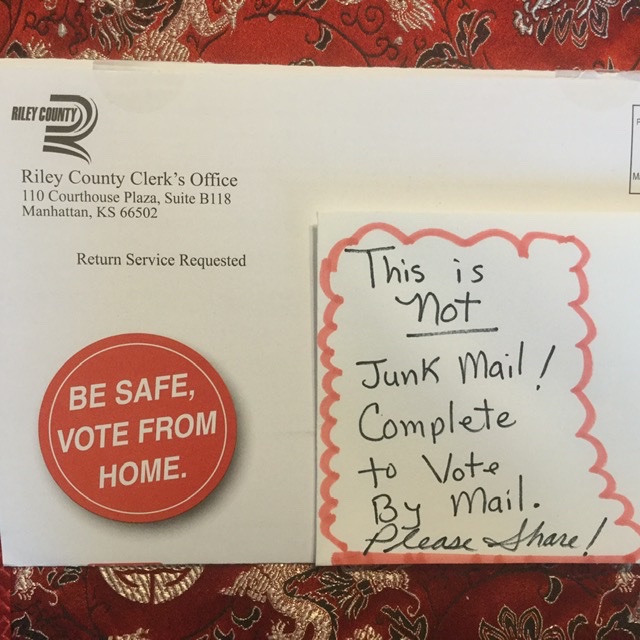 RILEY COUNTY
Riley County Clerk's Office
110 Courthouse Plaza, Suite B118
Manhattan, KS 66502
Return Service Requested
BE SAFE,
VOTE FROM
HOME.
This is
Not
Junk Mail!
Complete
to Vote
By Mail.
Please Share!